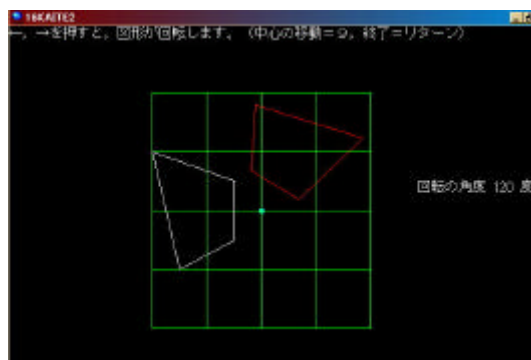 16KAITE2
←, →を押すと, 図形が回転します。 (中心の移動=9, 終了=リターン)
回転の角度 120 度